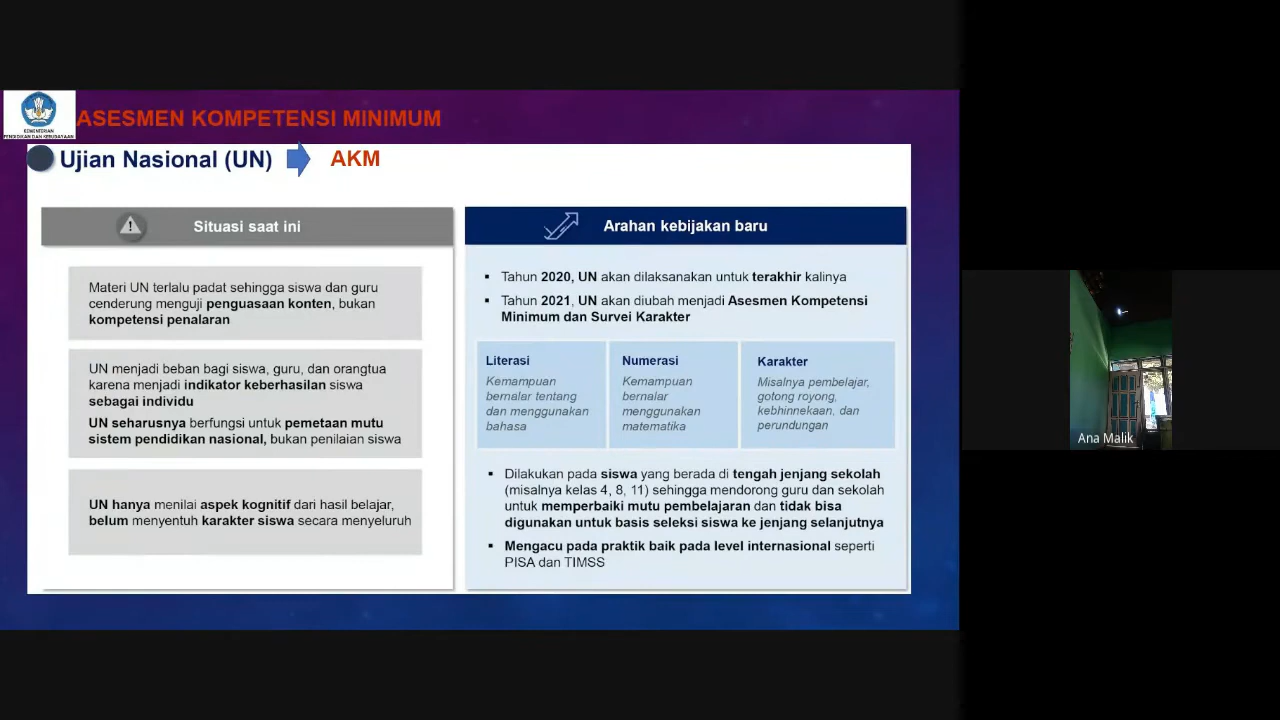 KEMENTERIAN
PENDIDIKAN DAN KEBUDAYAAN
ASESMEN KOMPETENSI MINIMUM
Ujian Nasional (UN)
AKM
Situasi saat ini
Materi UN terlalu padat sehingga siswa dan guru
cenderung menguji penguasaan konten, bukan
kompetensi penalaran
UN menjadi beban bagi siswa, guru, dan orangtua
karena menjadi indikator keberhasilan siswa
sebagai individu
UN seharusnya berfungsi untuk pemetaan mutu
sistem pendidikan nasional, bukan penilaian siswa
UN hanya menilai aspek kognitif dari hasil belajar,
belum menyentuh karakter siswa secara menyeluruh
Arahan kebijakan baru
▪ Tahun 2020, UN akan dilaksanakan untuk terakhir kalinya
▪ Tahun 2021, UN akan diubah menjadi Asesmen Kompetensi
Minimum dan Survei Karakter
Literasi
Kemampuan
bernalar tentang
dan menggunakan
bahasa
Numerasi
Kemampuan
bernalar
menggunakan
matematika
Karakter
Misalnya pembelajar,
gotong royong,
kebhinnekaan, dan
perundungan
▪ Dilakukan pada siswa yang berada di tengah jenjang sekolah
(misalnya kelas 4, 8, 11) sehingga mendorong guru dan sekolah
untuk memperbaiki mutu pembelajaran dan tidak bisa
digunakan untuk basis seleksi siswa ke jenjang selanjutnya
▪ Mengacu pada praktik baik pada level internasional seperti
PISA dan TIMSS
Ana Malik